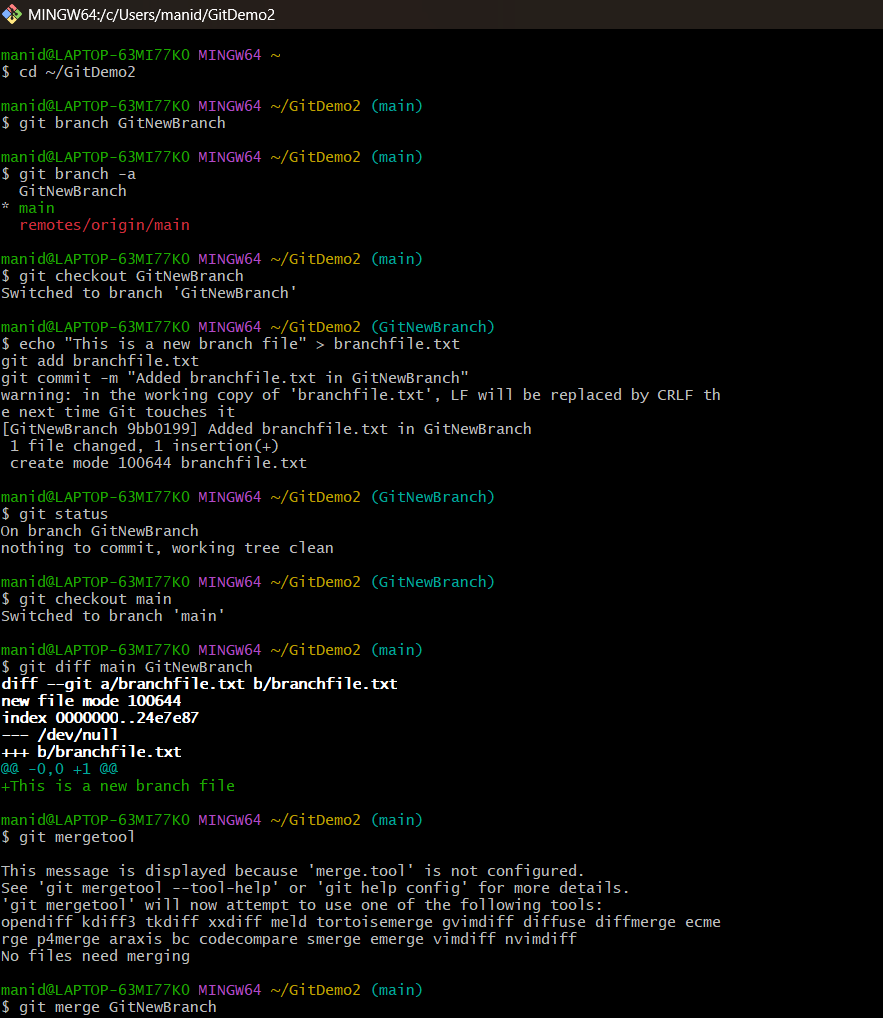 MINGW64:/c/Users/manid/GitDemo2
manid@LAPTOP-63MI77KO MINGW64 ~
$ cd ~/GitDemo2
manid@LAPTOP-63MI77KO MINGW64 ~/GitDemo2 (main)
$ git branch GitNewBranch
manid@LAPTOP-63MI77KO MINGW64 ~/GitDemo2 (main)
$ git branch -a
  GitNewBranch
* main
  remotes/origin/main
manid@LAPTOP-63MI77KO MINGW64 ~/GitDemo2 (main)
$ git checkout GitNewBranch
Switched to branch 'GitNewBranch'
manid@LAPTOP-63MI77KO MINGW64 ~/GitDemo2 (GitNewBranch)
$ echo "This is a new branch file" > branchfile.txt
git add branchfile.txt
git commit -m "Added branchfile.txt in GitNewBranch"
warning: in the working copy of 'branchfile.txt', LF will be replaced by CRLF th
e next time Git touches it
[GitNewBranch 9bb0199] Added branchfile.txt in GitNewBranch
 1 file changed, 1 insertion(+)
 create mode 100644 branchfile.txt
manid@LAPTOP-63MI77KO MINGW64 ~/GitDemo2 (GitNewBranch)
$ git status
On branch GitNewBranch
nothing to commit, working tree clean
manid@LAPTOP-63MI77KO MINGW64 ~/GitDemo2 (GitNewBranch)
$ git checkout main
Switched to branch 'main'
manid@LAPTOP-63MI77KO MINGW64 ~/GitDemo2 (main)
$ git diff main GitNewBranch
diff --git a/branchfile.txt b/branchfile.txt
new file mode 100644
index 0000000..24e7e87
--- /dev/null
+++ b/branchfile.txt
@@ -0,0 +1 @@
+This is a new branch file
manid@LAPTOP-63MI77KO MINGW64 ~/GitDemo2 (main)
$ git mergetool
This message is displayed because 'merge.tool' is not configured.
See 'git mergetool --tool-help' or 'git help config' for more details.
'git mergetool' will now attempt to use one of the following tools:
opendiff kdiff3 tkdiff xxdiff meld tortoisemerge gvimdiff diffuse diffmerge ecme
rge p4merge araxis bc codecompare smerge emerge vimdiff nvimdiff
No files need merging
manid@LAPTOP-63MI77KO MINGW64 ~/GitDemo2 (main)
$ git merge GitNewBranch